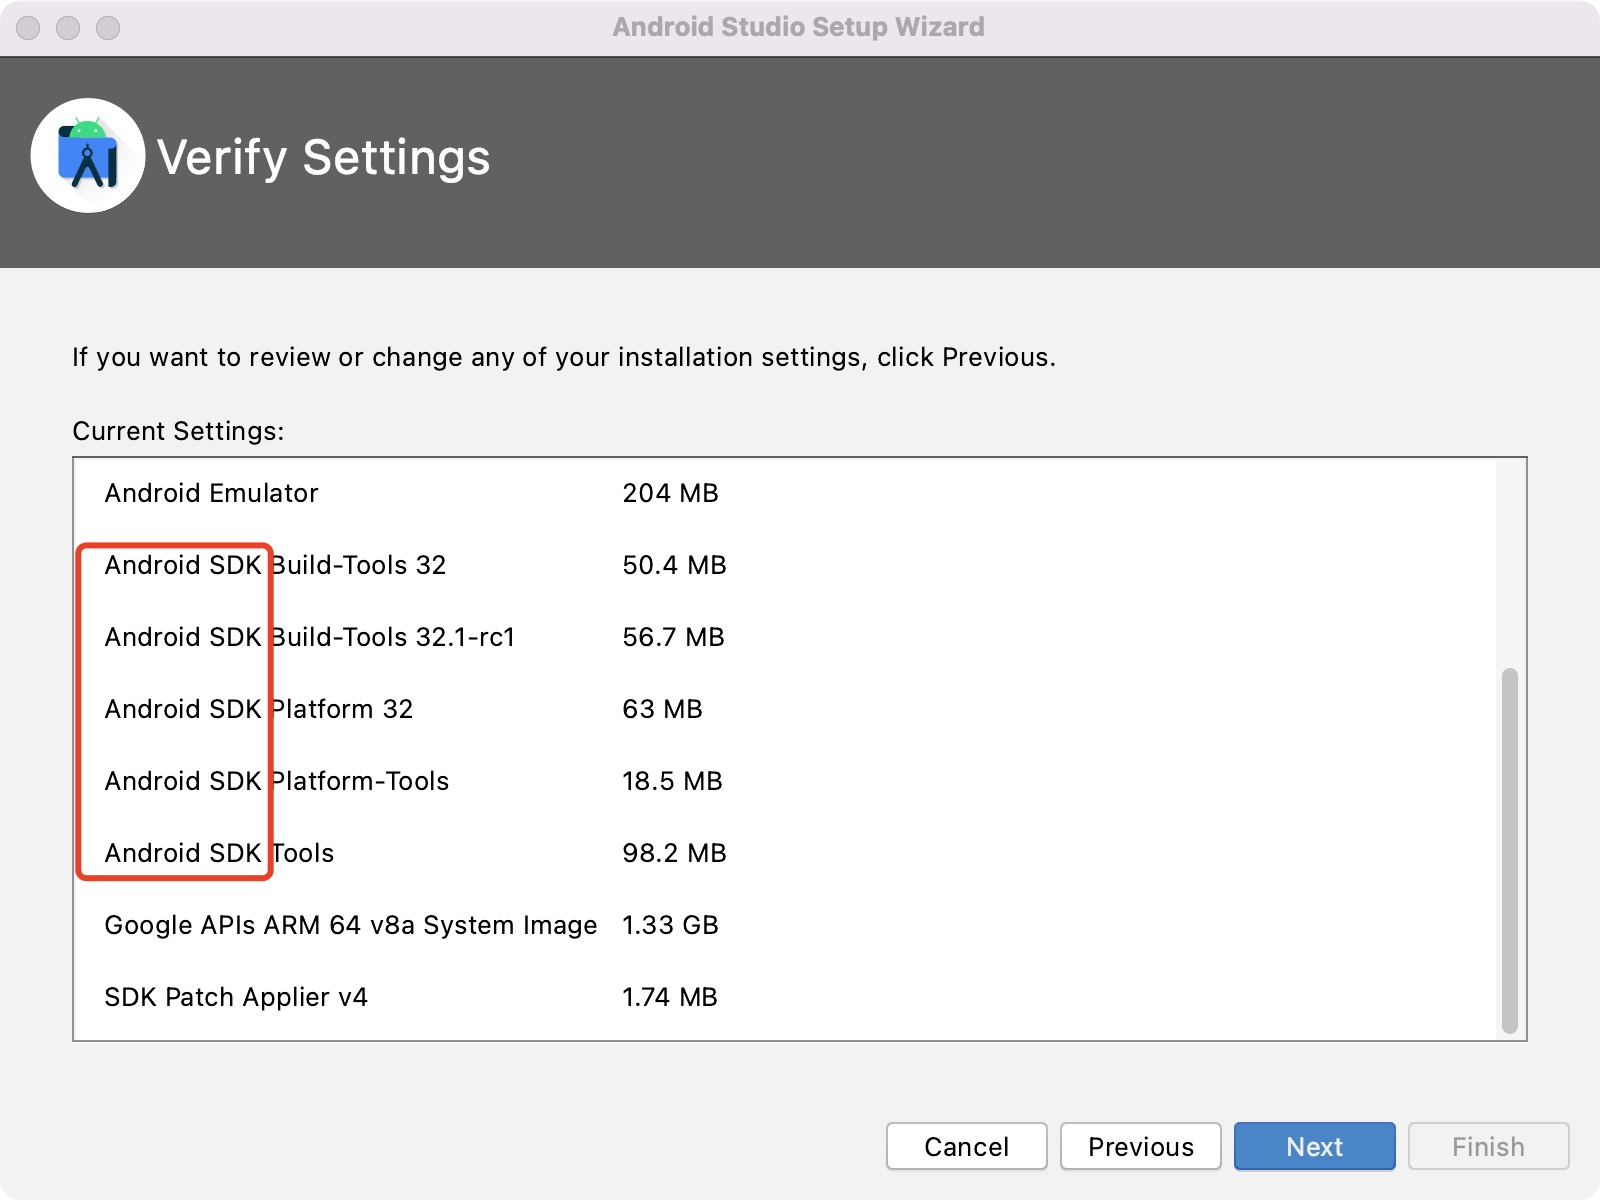 Android Studio Setup Wizard
Verify Settings
If you want to review or change any of your installation settings, click Previous.
Current Settings:
Android Emulator 204 MB
Android SDK Build-Tools 32 50.4 MB
Android SDK Build-Tools 32.1-rc1 56.7 MB
Android SDK Platform 32 63 MB
Android SDK Platform-Tools 18.5 MB
Android SDK Tools 98.2 MB
Google APIs ARM 64 v8a System Image 1.33 GB
SDK Patch Applier v4 1.74 MB
Cancel Previous Next Finish